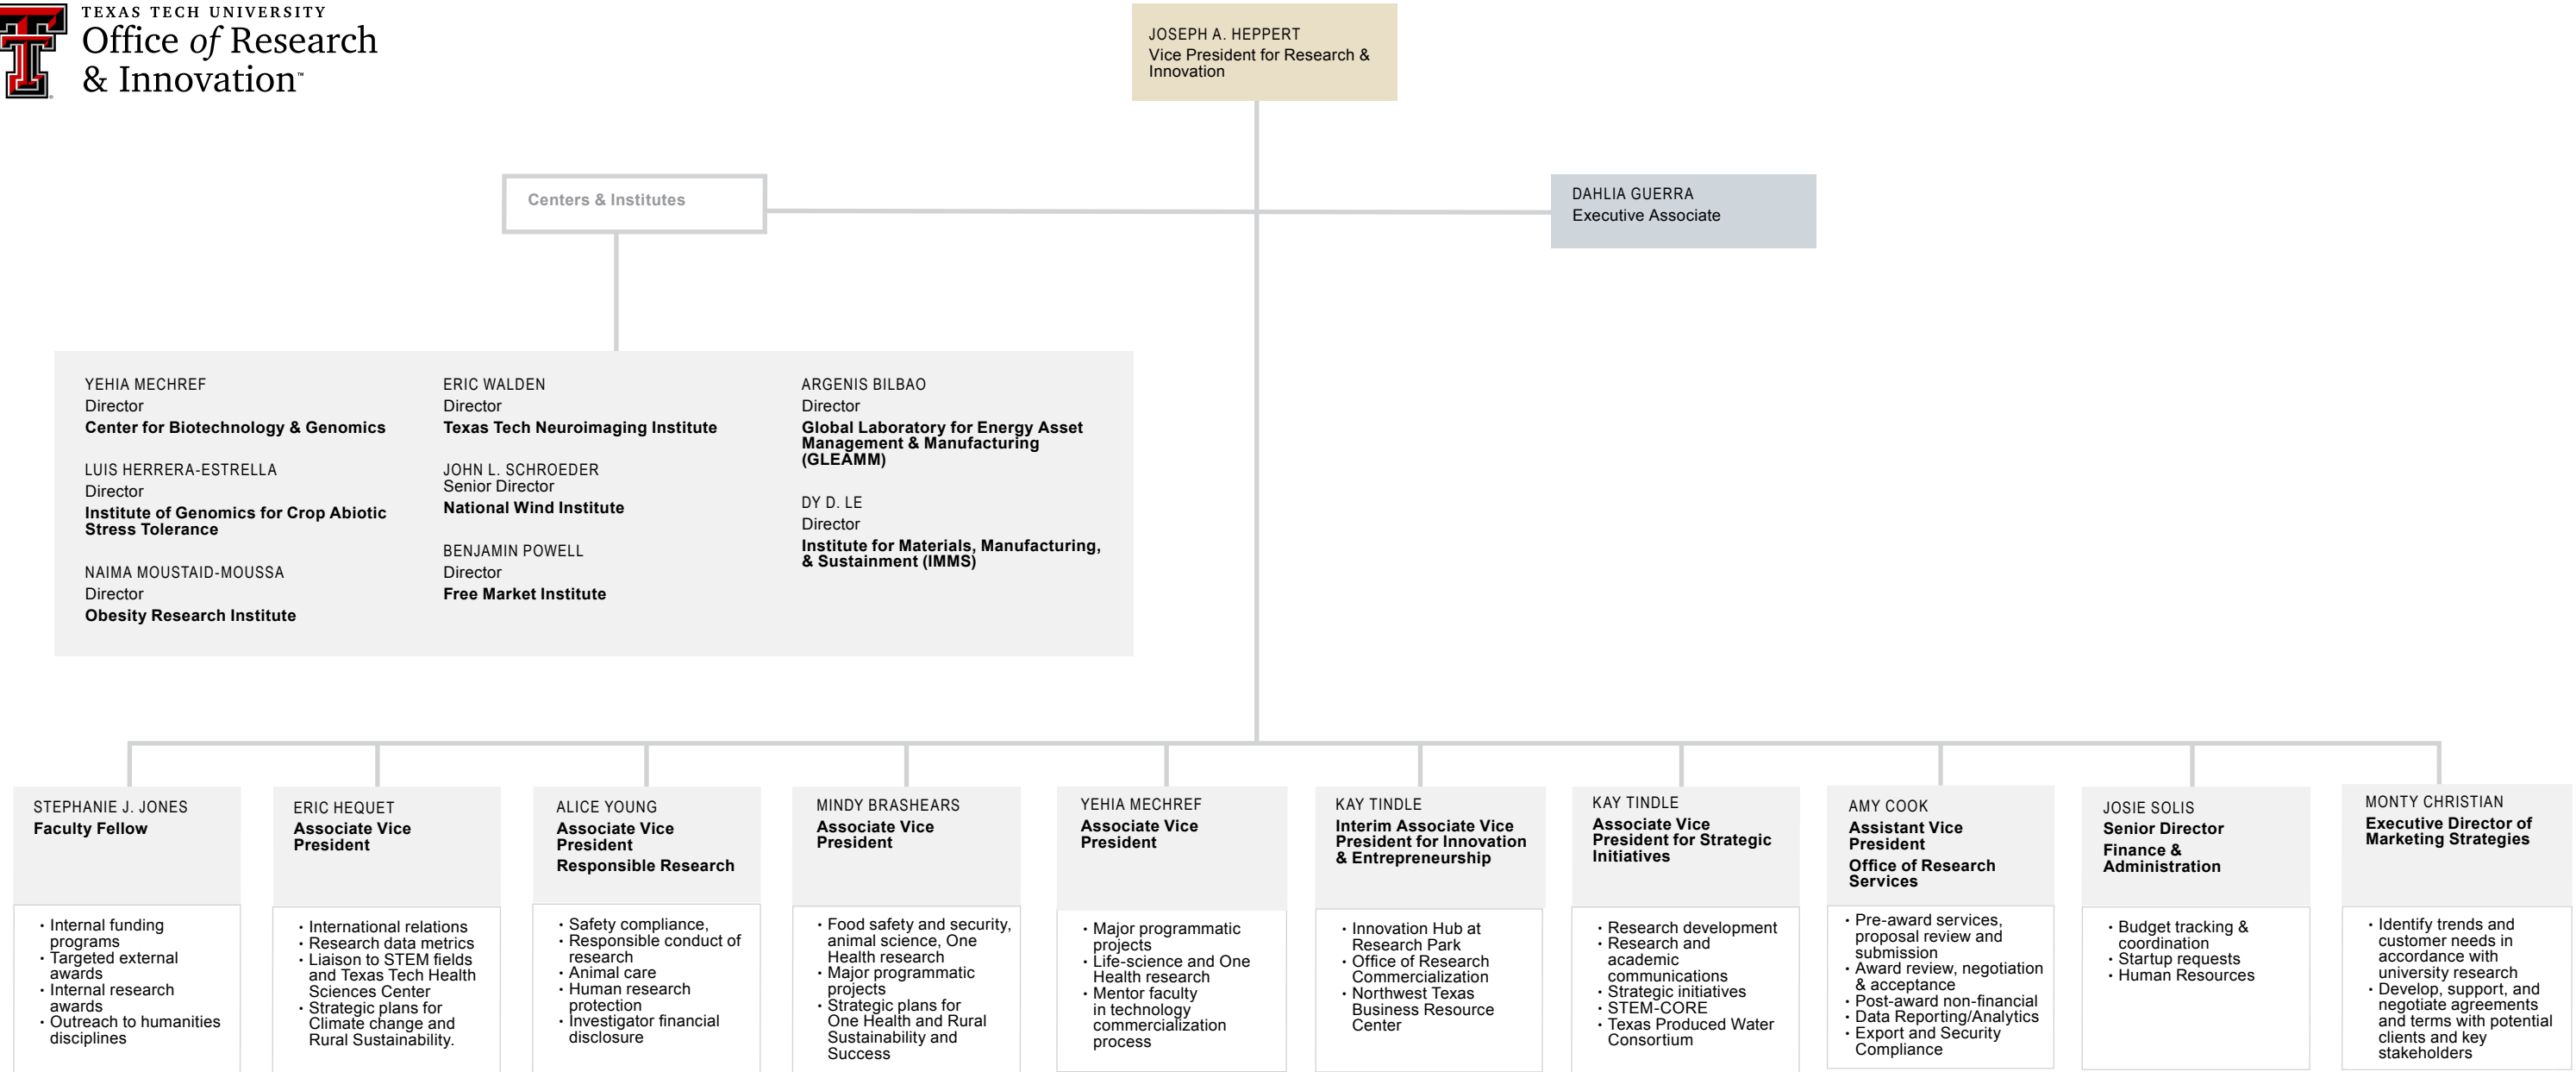 TEXAS TECH UNIVERSITY
Office of Research
& Innovation™
JOSEPH A. HEPPERT
Vice President for Research &
Innovation
Centers & Institutes
DAHLIA GUERRA
Executive Associate
YEHIA MECHREF
Director
Center for Biotechnology & Genomics
LUIS HERRERA-ESTRELLA
Director
Institute of Genomics for Crop Abiotic
Stress Tolerance
NAIMA MOUSTAID-MOUSSA
Director
Obesity Research Institute
ERIC WALDEN
Director
Texas Tech Neuroimaging Institute
JOHN L. SCHROEDER
Senior Director
National Wind Institute
BENJAMIN POWELL
Director
Free Market Institute
ARGENIS BILBAO
Director
Global Laboratory for Energy Asset
Management & Manufacturing
(GLEAMM)
DY D. LE
Director
Institute for Materials, Manufacturing,
& Sustainment (IMMS)
STEPHANIE J. JONES
Faculty Fellow
• Internal funding
programs
• Targeted external
awards
• Internal research
awards
• Outreach to humanities
disciplines
ERIC HEQUET
Associate Vice
President
• International relations
• Research data metrics
• Liaison to STEM fields
and Texas Tech Health
Sciences Center
• Strategic plans for
Climate change and
Rural Sustainability.
ALICE YOUNG
Associate Vice
President
Responsible Research
• Safety compliance,
• Responsible conduct of
research
• Animal care
• Human research
protection
• Investigator financial
disclosure
MINDY BRASHEARS
Associate Vice
President
• Food safety and security,
animal science, One
Health research
• Major programmatic
projects
• Strategic plans for
One Health and Rural
Sustainability and
Success
YEHIA MECHREF
Associate Vice
President
• Major programmatic
projects
• Life-science and One
Health research
• Mentor faculty
in technology
commercialization
process
KAY TINDLE
Interim Associate Vice
President for Innovation
& Entrepreneurship
• Innovation Hub at
Research Park
• Office of Research
Commercialization
• Northwest Texas
Business Resource
Center
KAY TINDLE
Associate Vice
President for Strategic
Initiatives
• Research development
• Research and
academic
communications
• Strategic initiatives
• STEM-CORE
• Texas Produced Water
Consortium
AMY COOK
Assistant Vice
President
Office of Research
Services
• Pre-award services,
proposal review and
submission
• Award review, negotiation
& acceptance
• Post-award non-financial
• Data Reporting/Analytics
• Export and Security
Compliance
JOSIE SOLIS
Senior Director
Finance &
Administration
• Budget tracking &
coordination
• Startup requests
• Human Resources
MONTY CHRISTIAN
Executive Director of
Marketing Strategies
• Identify trends and
customer needs in
accordance with
university research
• Develop, support, and
negotiate agreements
and terms with potential
clients and key
stakeholders